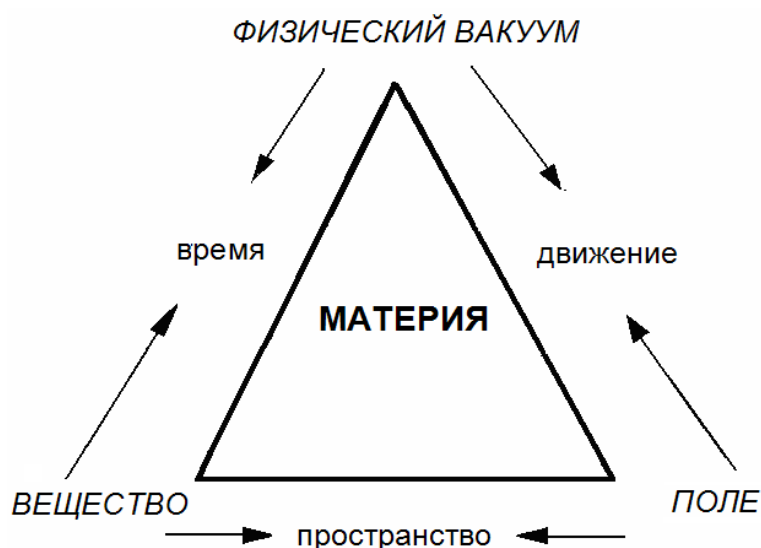 ФИЗИЧЕСКИЙ ВАКУУМ
время
движение
МАТЕРИЯ
ВЕЩЕСТВО
ПОЛЕ
пространство